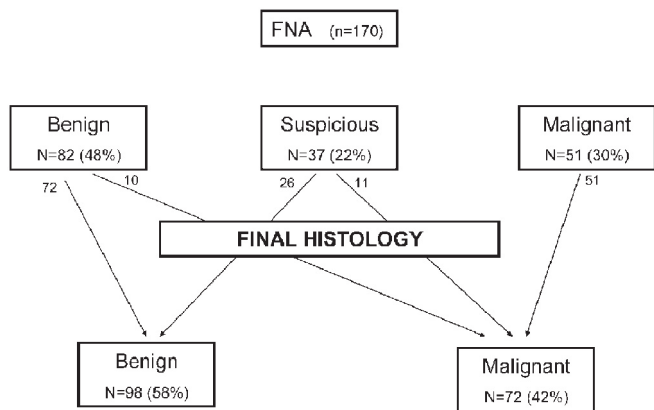 FNA (n=170)
Benign
N=82 (48%)
Suspicious
N=37 (22%)
Malignant
N=51 (30%)
72
10
26
11
51
FINAL HISTOLOGY
Benign
N=98 (58%)
Malignant
N=72 (42%)